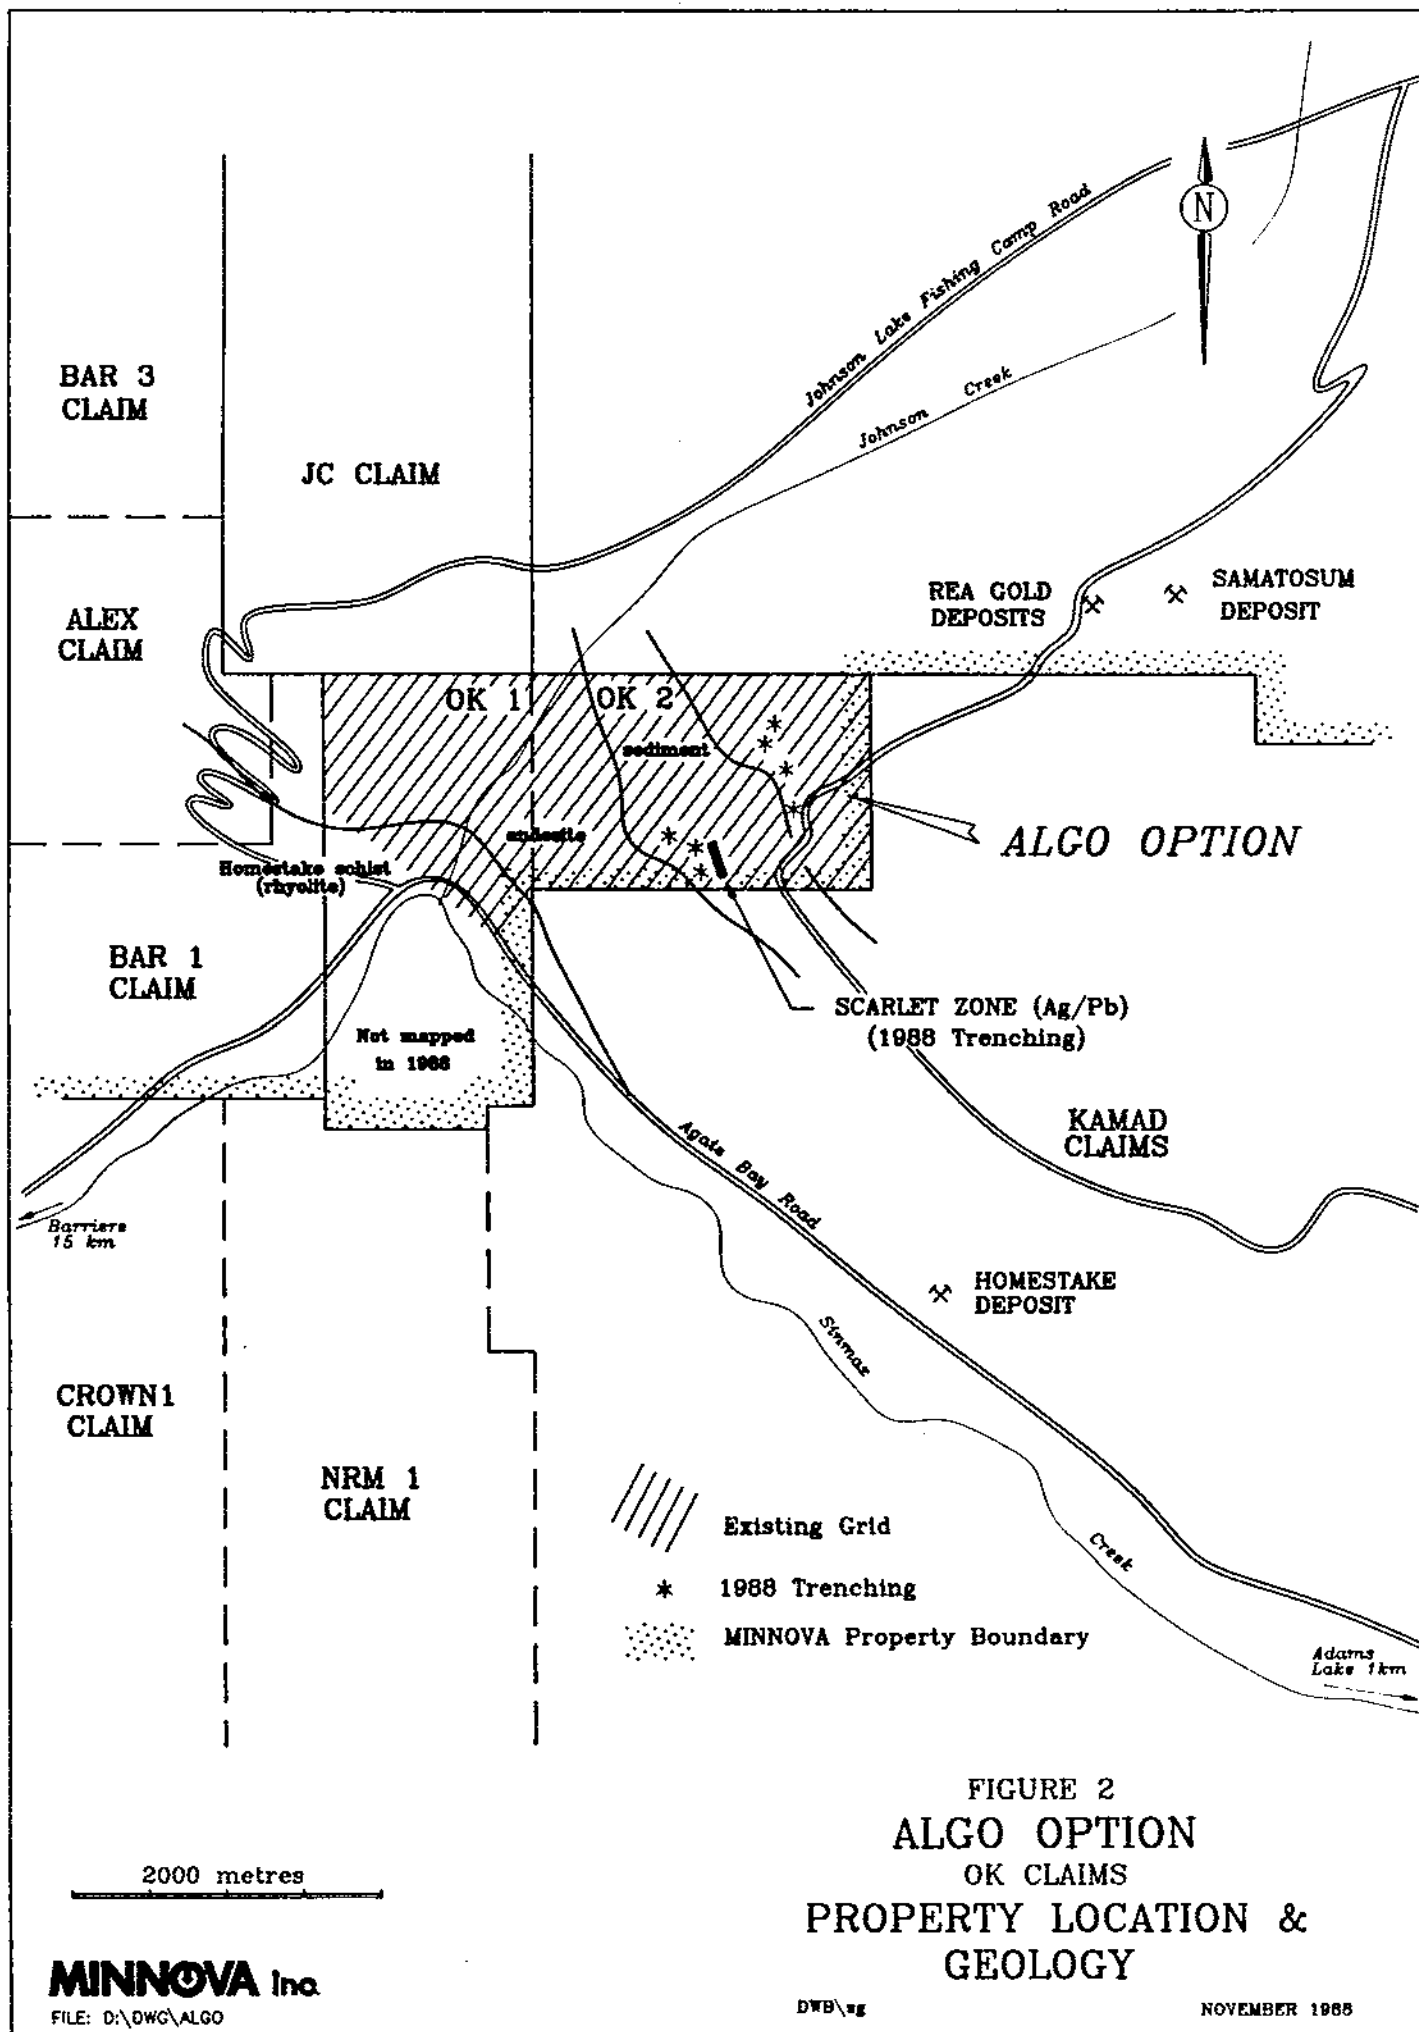 N
Johnson Lake Fishing Camp Road
Johnson Creek
BAR 3
CLAIM
JC CLAIM
ALEX
CLAIM
REA GOLD
DEPOSITS
SAMATOSUM
DEPOSIT
OK 1
OK 2
sediment
andesite
ALGO OPTION
Homestake schist
(rhyolite)
BAR 1
CLAIM
SCARLET ZONE (Ag/Pb)
(1988 Trenching)
Not mapped
in 1988
KAMAD
CLAIMS
Agate Bay Road
Barriere
15 km
HOMESTAKE
DEPOSIT
Sinmax
Creek
CROWN1
CLAIM
NRM 1
CLAIM
Existing Grid
1988 Trenching
MINNOVA Property Boundary
Adams
Lake 1km
FIGURE 2
ALGO OPTION
OK CLAIMS
PROPERTY LOCATION &
GEOLOGY
2000 metres
MINNOVA Inc.
FILE: D:\DWG\ALGO
DWB\sg
NOVEMBER 1988